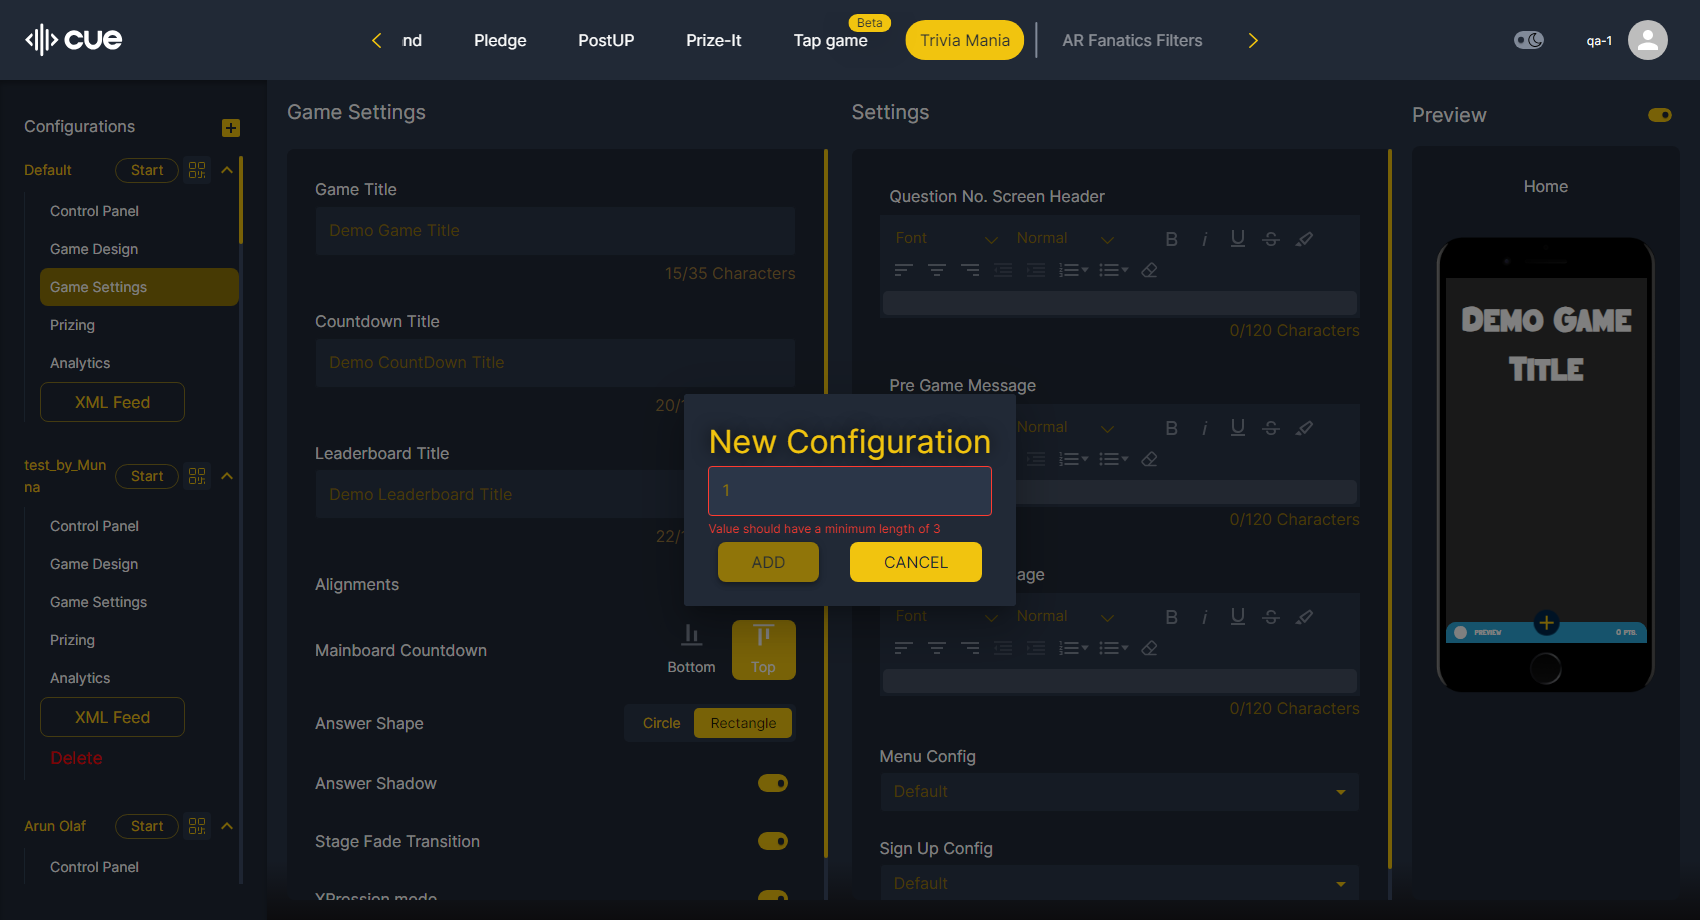 cue
nd
Pledge
PostUP
Prize-It
Tap game
Beta
Trivia Mania
AR Fanatics Filters
qa-1
Configurations
Default
Start
Control Panel
Game Design
Game Settings
Prizing
Analytics
XML Feed
test_by_Mun
na
Start
Control Panel
Game Design
Game Settings
Prizing
Analytics
XML Feed
Delete
Arun Olaf
Start
Control Panel
Game Settings
Game Title
Demo Game Title
15/35 Characters
Countdown Title
Demo CountDown Title
20/
Leaderboard Title
Demo Leaderboard Title
22/
Alignments
Mainboard Countdown
Bottom
Top
Answer Shape
Circle
Rectangle
Answer Shadow
Stage Fade Transition
XPression mode
New Configuration
1
Value should have a minimum length of 3
ADD
CANCEL
Settings
Question No. Screen Header
Font
Normal
0/120 Characters
Pre Game Message
Normal
0/120 Characters
age
Font
Normal
0/120 Characters
Menu Config
Default
Sign Up Config
Default
Preview
Home
Demo Game
Title
PREVIEW
0 PTS.